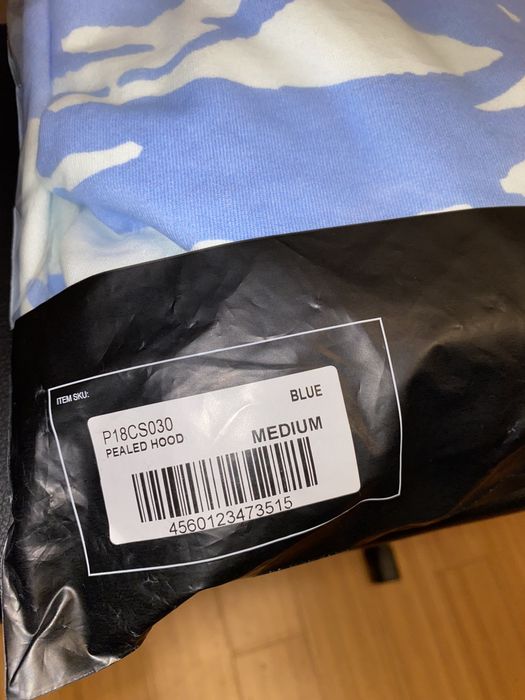 ITEM SKU:
BLUE
P18CS030
PEALED HOOD
MEDIUM
4560123473515